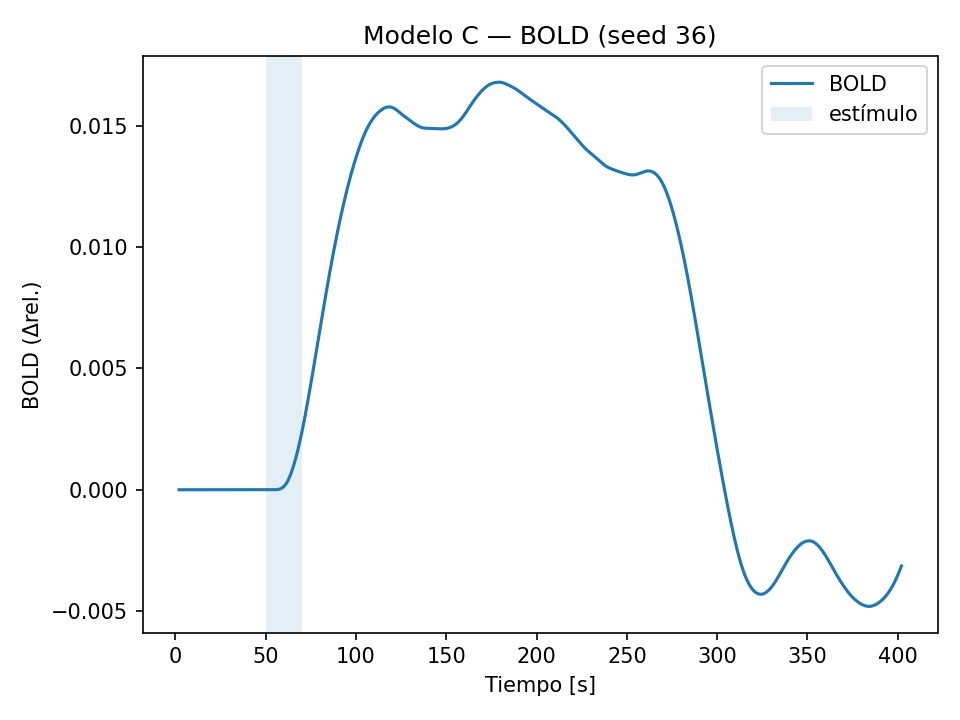 Modelo C — BOLD (seed 36)
BOLD
estímulo
BOLD (Δrel.)
0.015
0.010
0.005
0.000
−0.005
0 50 100 150 200 250 300 350 400
Tiempo [s]